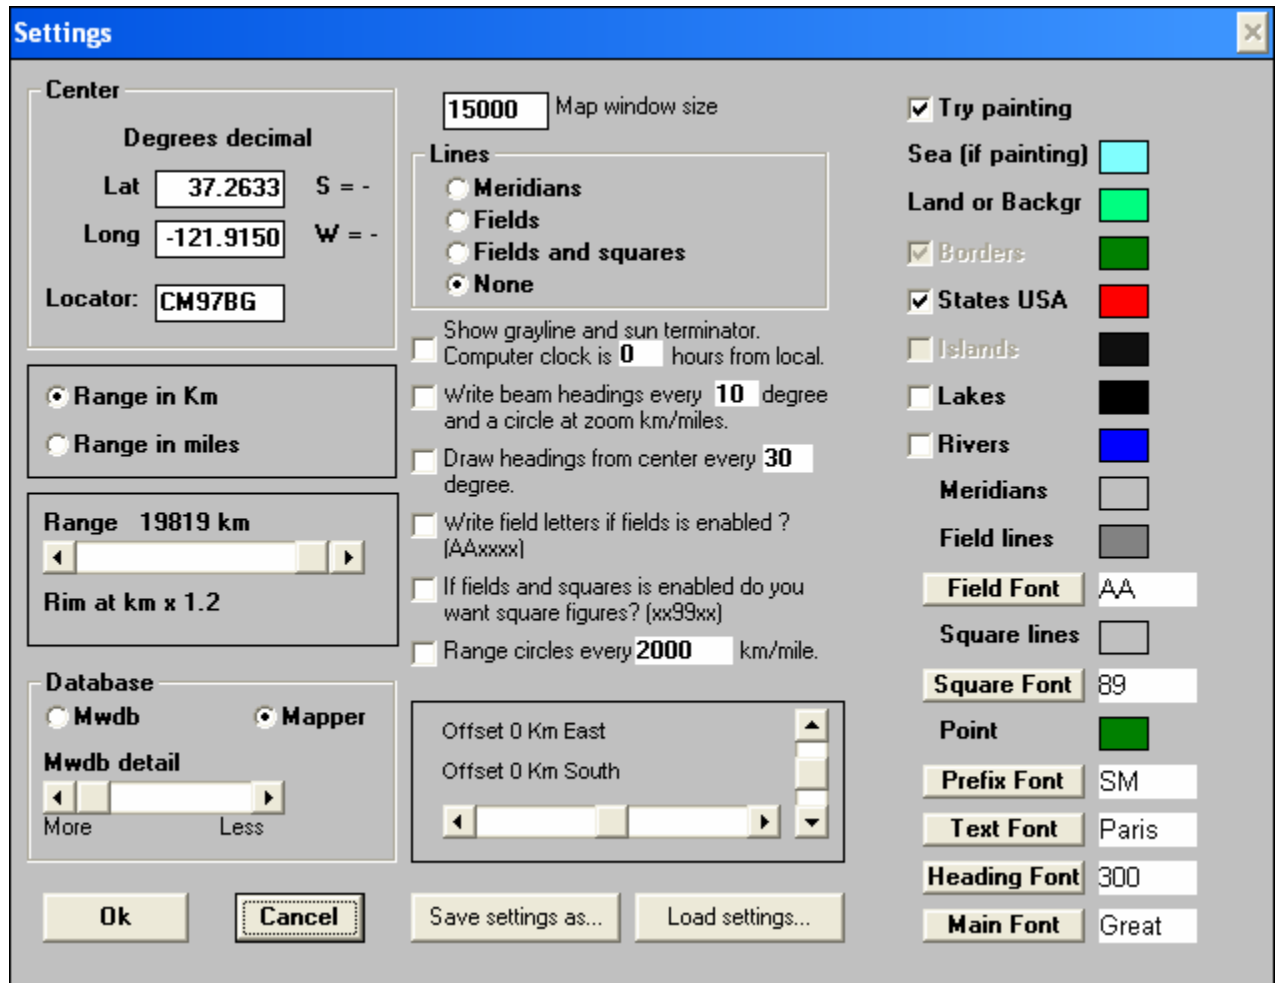 Settings
Center
Degrees decimal
Lat 37.2633 S = -
Long -121.9150 W = -
Locator: CM97BG
Range in Km
Range in miles
Range 19819 km
Rim at km x 1.2
Database
Mwdb Mapper
Mwdb detail
More Less
Ok Cancel
15000 Map window size
Lines
Meridians
Fields
Fields and squares
None
Show grayline and sun terminator.
Computer clock is 0 hours from local.
Write beam headings every 10 degree
and a circle at zoom km/miles.
Draw headings from center every 30
degree.
Write field letters if fields is enabled ?
(AAxxxx)
If fields and squares is enabled do you
want square figures? (xx99xx)
Range circles every 2000 km/mile.
Offset 0 Km East
Offset 0 Km South
Save settings as... Load settings...
Try painting
Sea (if painting)
Land or Backgr
Borders
States USA
Islands
Lakes
Rivers
Meridians
Field lines
Field Font AA
Square lines
Square Font 89
Point
Prefix Font SM
Text Font Paris
Heading Font 300
Main Font Great